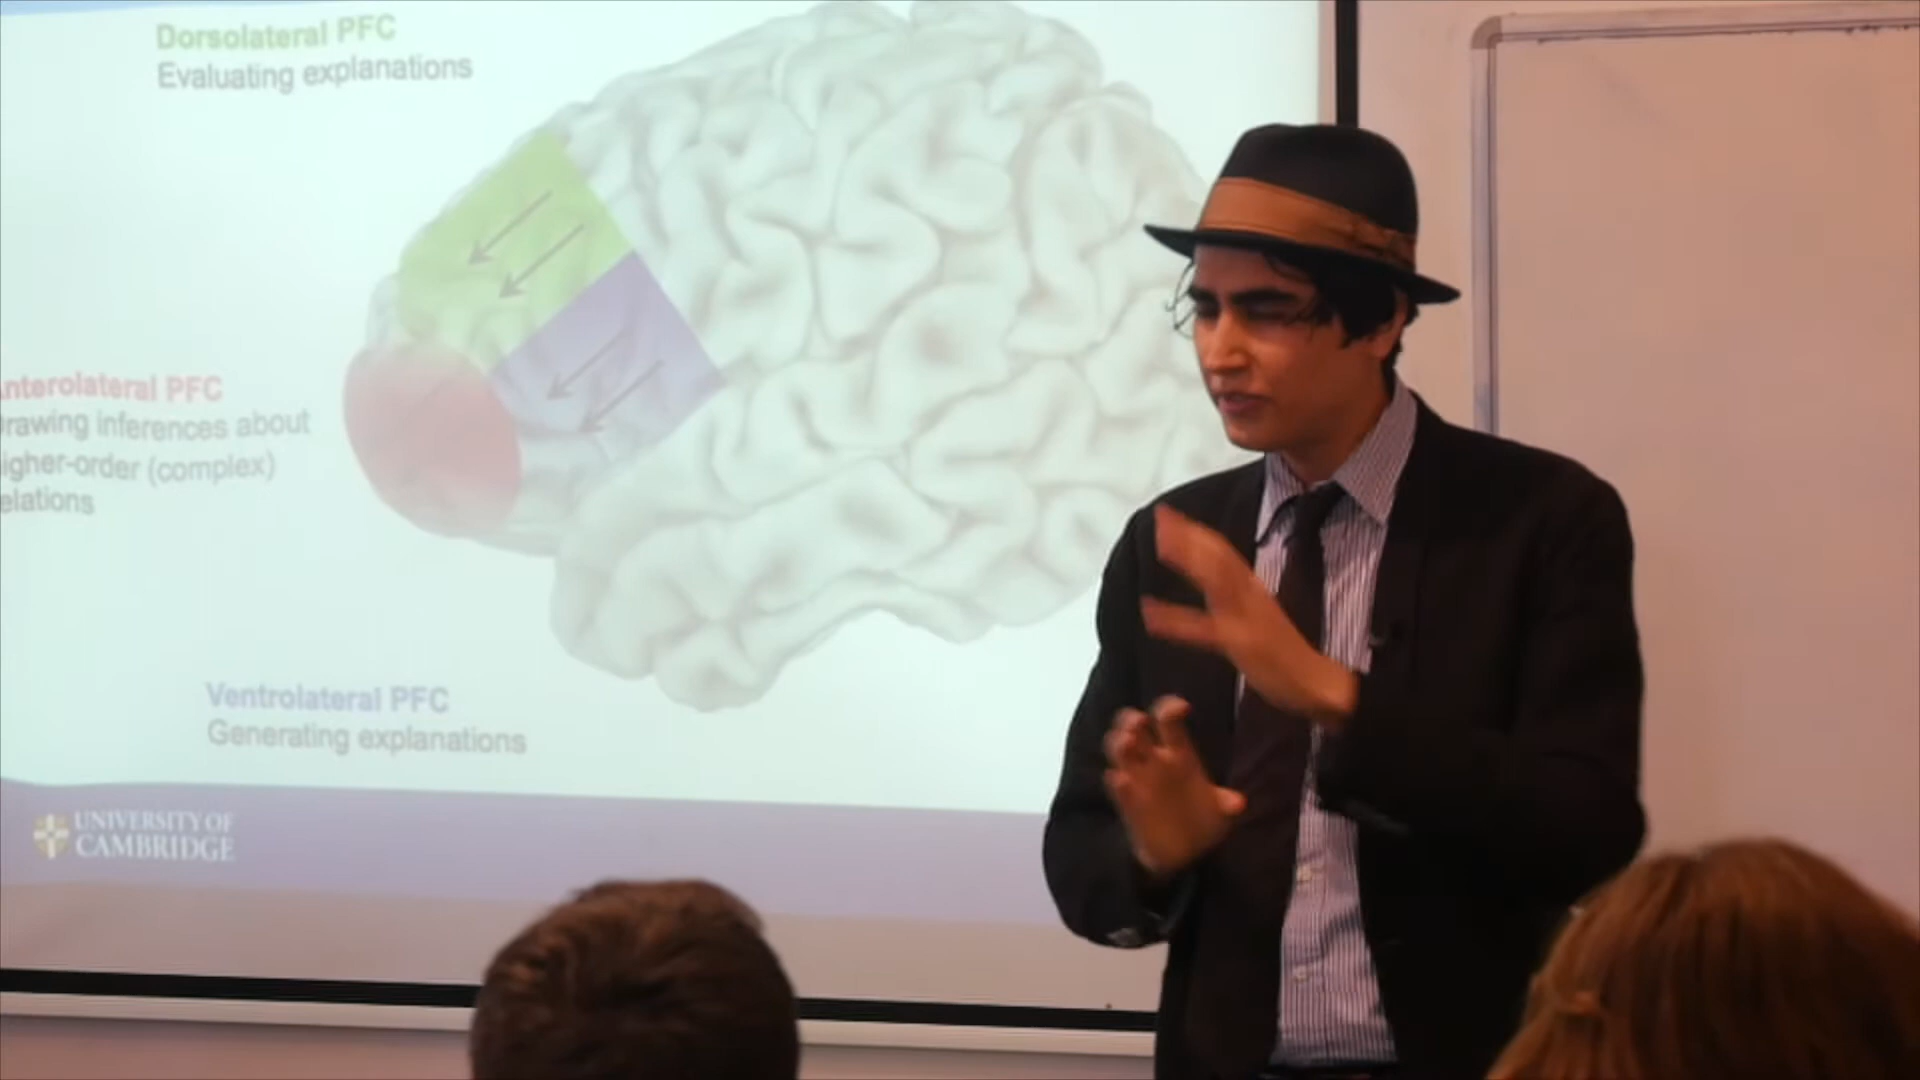 Dorsolateral PFC
Evaluating explanations
nterolateral PFC
rawing inferences about
igher-order (complex)
elations
Ventrolateral PFC
Generating explanations
UNIVERSITY OF
CAMBRIDGE